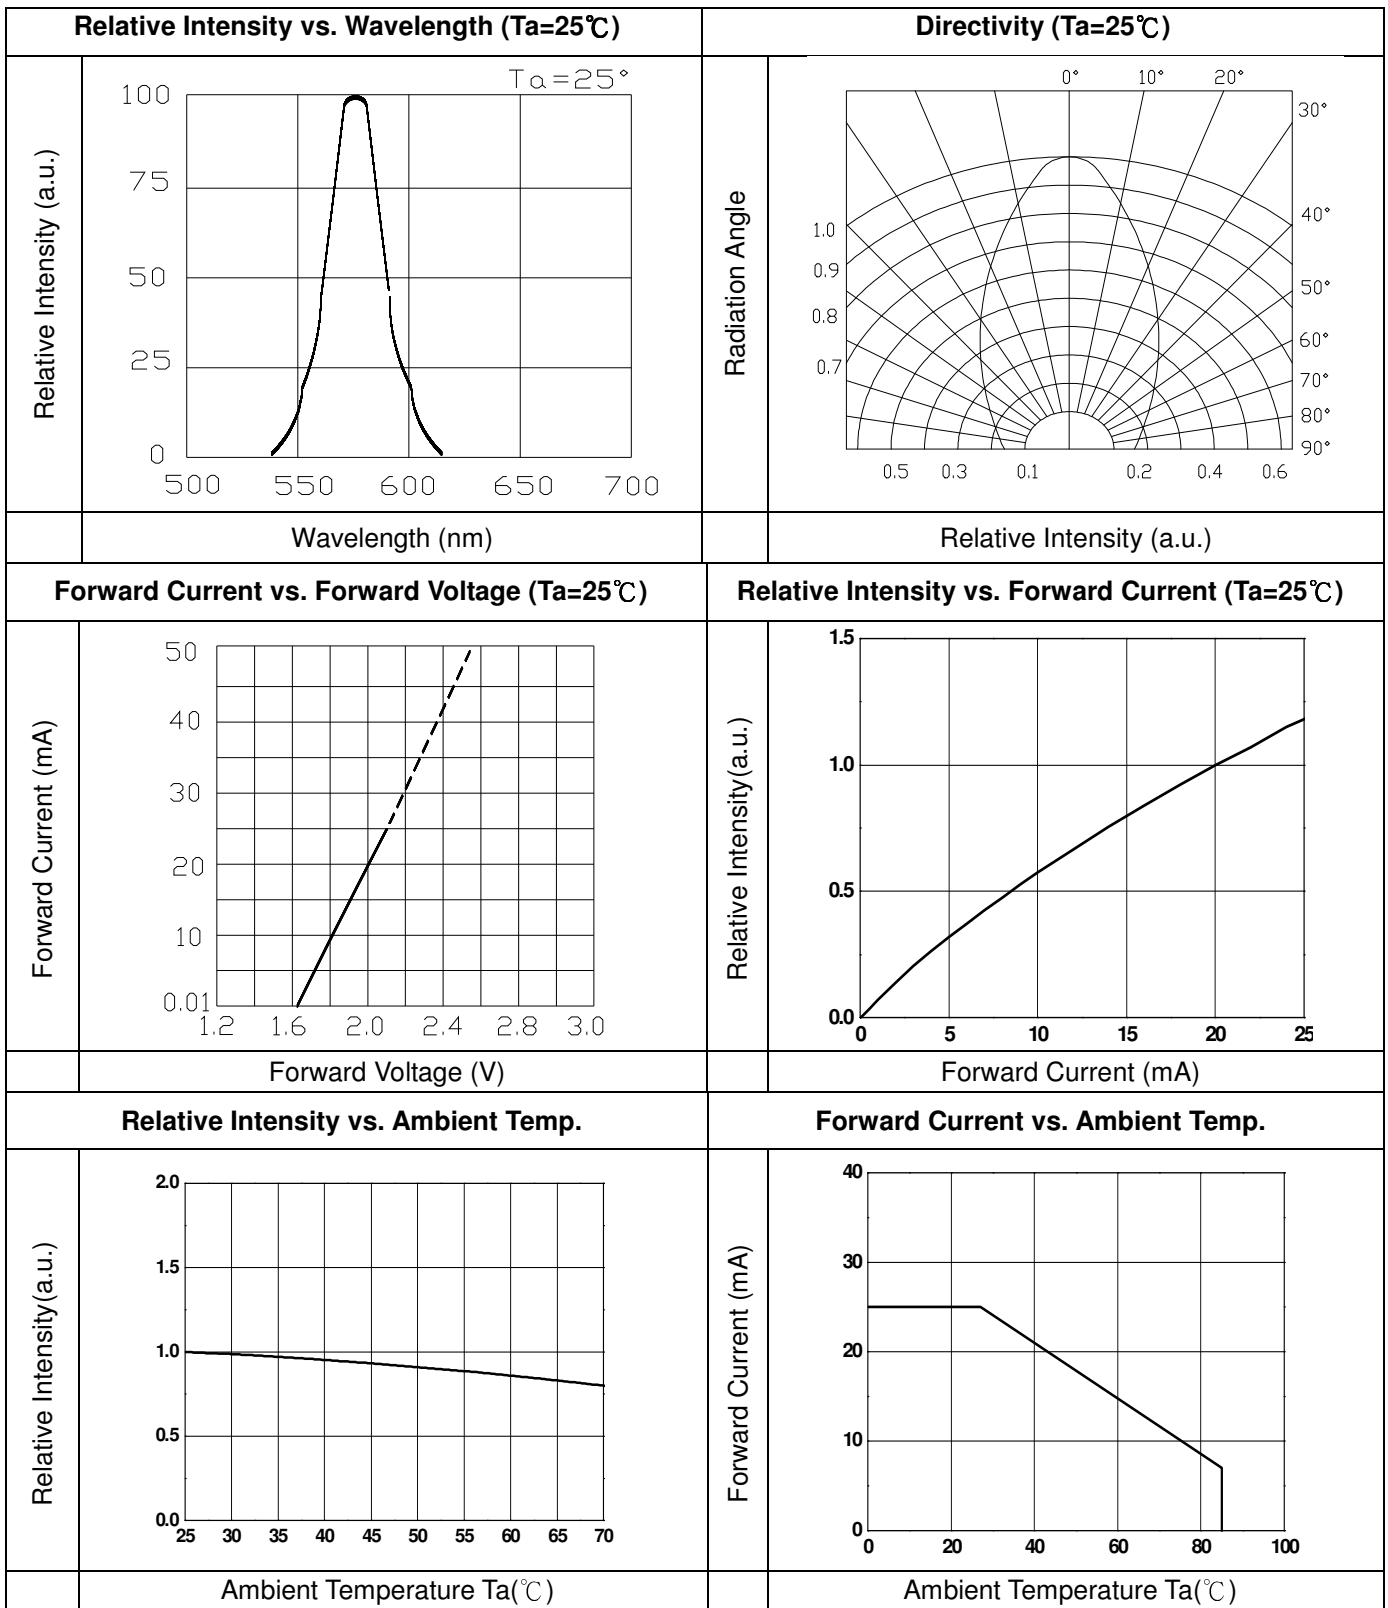 Relative Intensity vs. Wavelength (Ta=25℃)
Directivity (Ta=25℃)
Relative Intensity (a.u.)
Ta=25°
100
75
50
25
0
500 550 600 650 700
Wavelength (nm)
Radiation Angle
0° 10° 20°
30°
40°
50°
60°
70°
80°
90°
1.0
0.9
0.8
0.7
0.5 0.3 0.1 0.2 0.4 0.6
Relative Intensity (a.u.)
Forward Current vs. Forward Voltage (Ta=25℃)
Relative Intensity vs. Forward Current (Ta=25℃)
Forward Current (mA)
50
40
30
20
10
0.01
1.2 1.6 2.0 2.4 2.8 3.0
Forward Voltage (V)
Relative Intensity(a.u.)
1.5
1.0
0.5
0.0
0 5 10 15 20 25
Forward Current (mA)
Relative Intensity vs. Ambient Temp.
Forward Current vs. Ambient Temp.
Relative Intensity(a.u.)
2.0
1.5
1.0
0.5
0.0
25 30 35 40 45 50 55 60 65 70
Ambient Temperature Ta(℃)
Forward Current (mA)
40
30
20
10
0
0 20 40 60 80 100
Ambient Temperature Ta(℃)